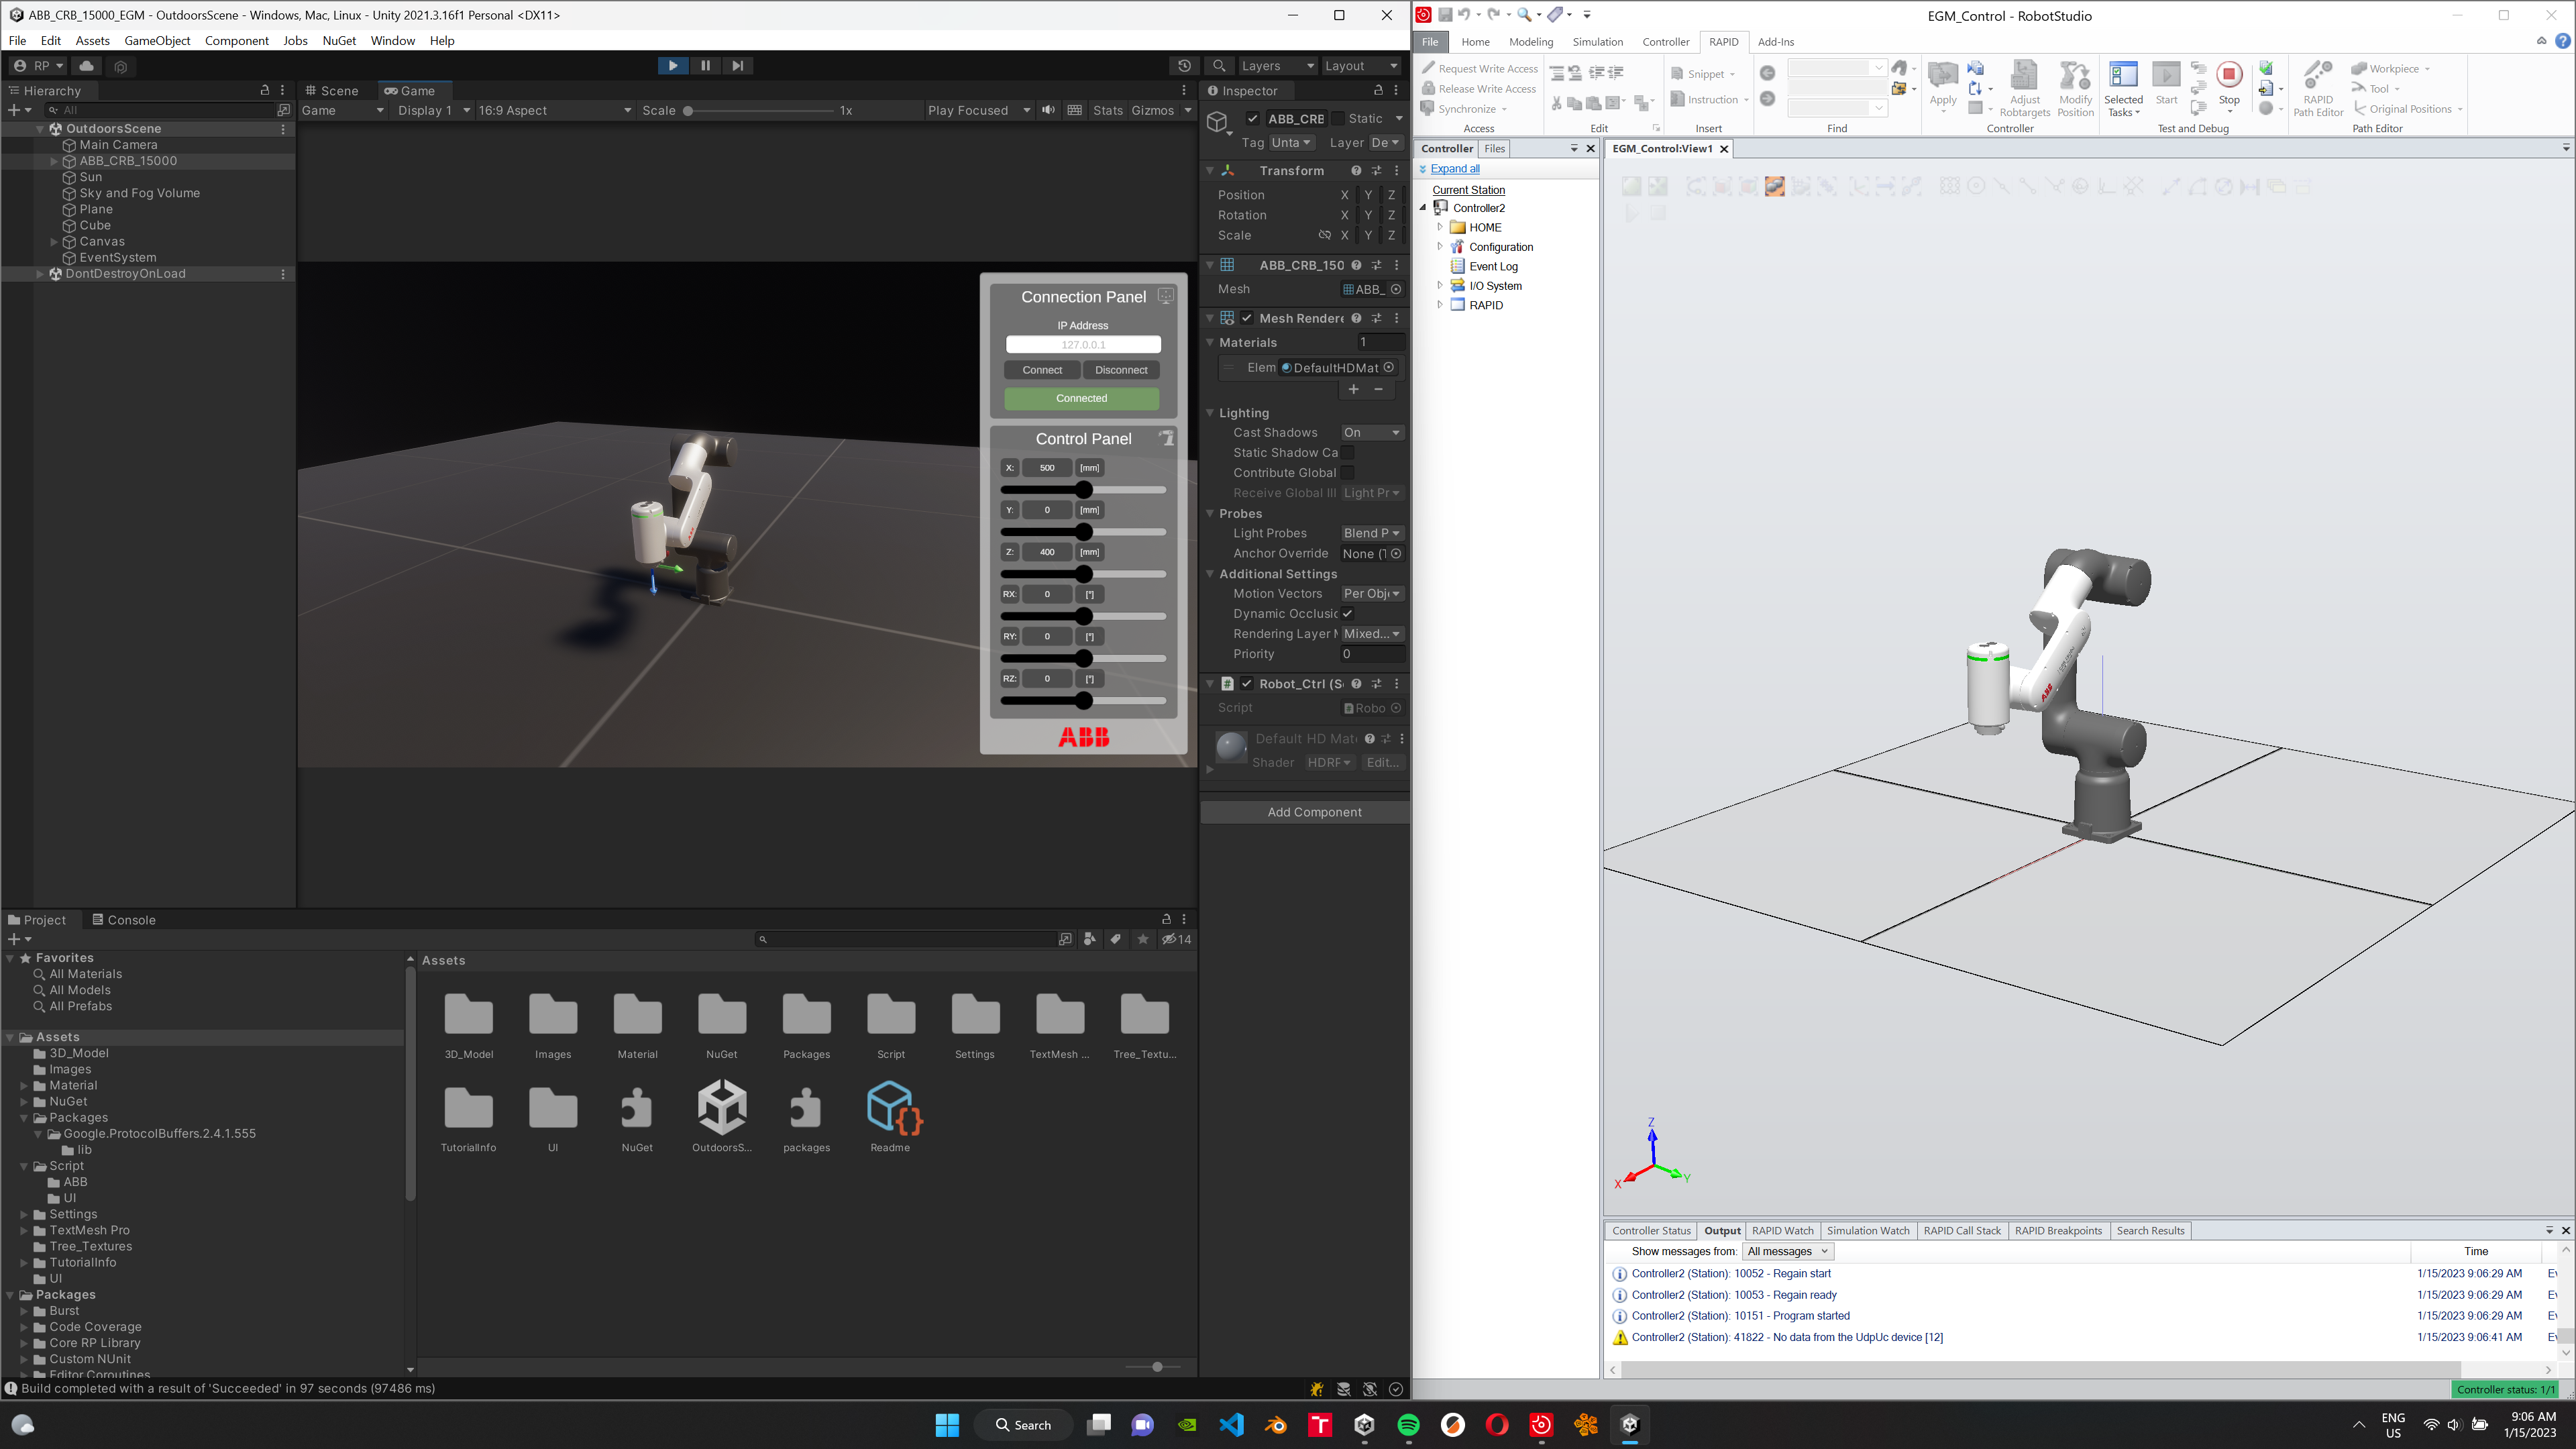 ABB_CRB_15000_EGM - OutdoorsScene - Windows, Mac, Linux - Unity 2021.3.16f1 Personal <DX11>
File Edit Assets GameObject Component Jobs NuGet Window Help
RP
Layers Layout
Hierarchy
All
OutdoorsScene
Main Camera
ABB_CRB_15000
Sun
Sky and Fog Volume
Plane
Cube
Canvas
EventSystem
DontDestroyOnLoad
Scene Game
Game Display 1 16:9 Aspect Scale 1x Play Focused Stats Gizmos
Connection Panel
IP Address
127.0.0.1
Connect Disconnect
Connected
Control Panel
X: 500 [mm]
Y: 0 [mm]
Z: 400 [mm]
RX: 0 [°]
RY: 0 [°]
RZ: 0 [°]
ABB
Inspector
ABB_CRB Static
Tag Unta Layer De
Transform
Position X Y Z
Rotation X Y Z
Scale X Y Z
ABB_CRB_150
Mesh ABB_
Mesh Rendere
Materials 1
Elem DefaultHDMat
Lighting
Cast Shadows On
Static Shadow Ca
Contribute Global
Receive Global Ill Light Pr
Probes
Light Probes Blend P
Anchor Override None (T
Additional Settings
Motion Vectors Per Obj
Dynamic Occlusic
Rendering Layer M Mixed...
Priority 0
Robot_Ctrl (S
Script Robo
Default HD Mat
Shader HDRF Edit...
Add Component
Project Console
14
Favorites
All Materials
All Models
All Prefabs
Assets
3D_Model
Images
Material
NuGet
Packages
Google.ProtocolBuffers.2.4.1.555
lib
Script
ABB
UI
Settings
TextMesh Pro
Tree_Textures
TutorialInfo
UI
Packages
Burst
Code Coverage
Core RP Library
Custom NUnit
Editor Coroutines
Assets
3D_Model Images Material NuGet Packages Script Settings TextMesh ... Tree_Textu...
TutorialInfo UI NuGet OutdoorsS... packages Readme
Build completed with a result of 'Succeeded' in 97 seconds (97486 ms)
EGM_Control - RobotStudio
File Home Modeling Simulation Controller RAPID Add-Ins
Request Write Access
Release Write Access
Synchronize
Access
Edit
Snippet
Instruction
Insert
Find
Apply
Adjust Robtargets
Modify Position
Controller
Selected Tasks
Start
Stop
Test and Debug
RAPID Path Editor
Workpiece
Tool
Original Positions
Path Editor
Controller Files
Expand all
Current Station
Controller2
HOME
Configuration
Event Log
I/O System
RAPID
EGM_Control:View1
ABB
Z
X
Y
Controller Status Output RAPID Watch Simulation Watch RAPID Call Stack RAPID Breakpoints Search Results
Show messages from: All messages Time
Controller2 (Station): 10052 - Regain start 1/15/2023 9:06:29 AM Ev
Controller2 (Station): 10053 - Regain ready 1/15/2023 9:06:29 AM Ev
Controller2 (Station): 10151 - Program started 1/15/2023 9:06:29 AM Ev
Controller2 (Station): 41822 - No data from the UdpUc device [12] 1/15/2023 9:06:41 AM Ev
Controller status: 1/1
Search
ENG
US
9:06 AM
1/15/2023